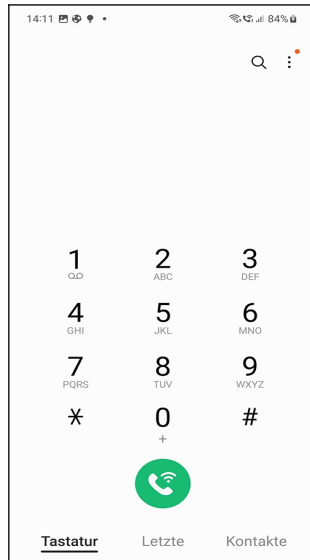 14:11 84%
1 2 3
ABC DEF
4 5 6
GHI JKL MNO
7 8 9
PQRS TUV WXYZ
* 0 #
+
Tastatur Letzte Kontakte